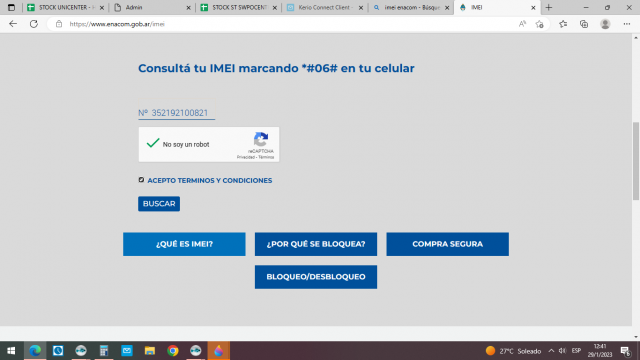 STOCK UNICENTER - H
Admin
STOCK ST SWPOCENTE
Kerio Connect Client -
imei enacom - Búsque
IMEI
https://www.enacom.gob.ar/imei
Consultá tu IMEI marcando *#06# en tu celular
Nº 352192100821
No soy un robot
reCAPTCHA
Privacidad - Términos
ACEPTO TERMINOS Y CONDICIONES
BUSCAR
¿QUÉ ES IMEI?
¿POR QUÉ SE BLOQUEA?
COMPRA SEGURA
BLOQUEO/DESBLOQUEO
27°C Soleado
ESP
12:41
29/1/2023